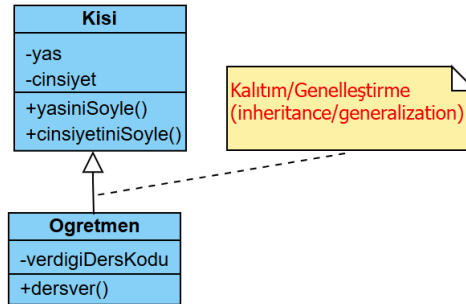 Kisi
-yas
-cinsiyet
+yasiniSoyle()
+cinsiyetiniSoyle()
Kalıtım/Genelleştirme
(inheritance/generalization)
Ogretmen
-verdigiDersKodu
+dersver()